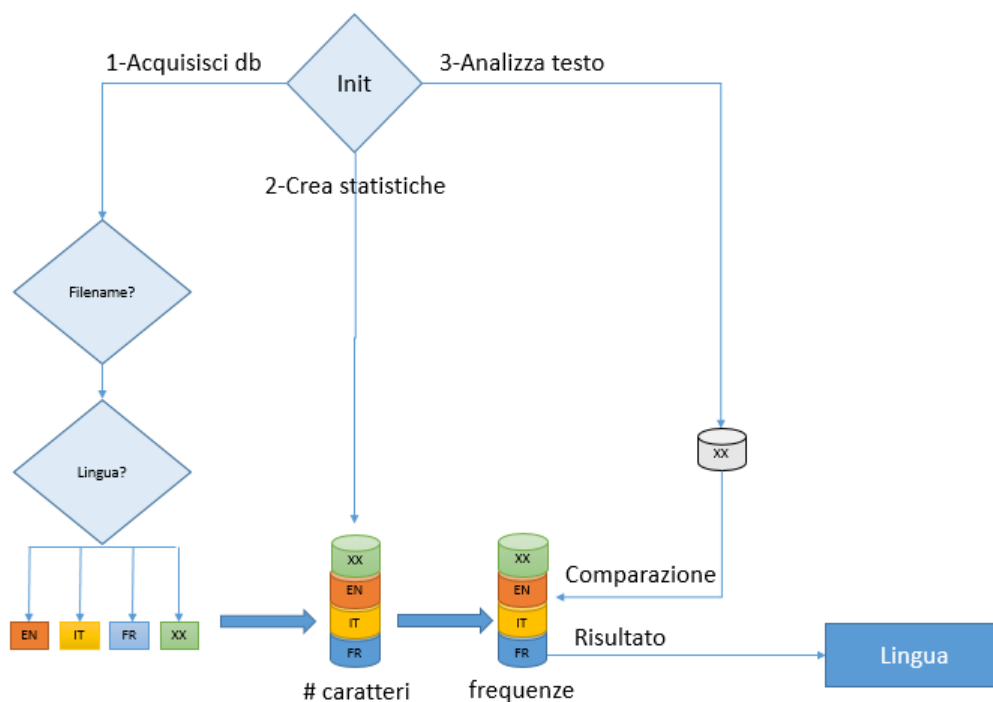 1-Acquisisci db
Init
3-Analizza testo
2-Crea statistiche
Filename?
Lingua?
XX
EN
IT
FR
XX
XX
EN
IT
FR
# caratteri
XX
EN
IT
FR
frequenze
Comparazione
Risultato
Lingua